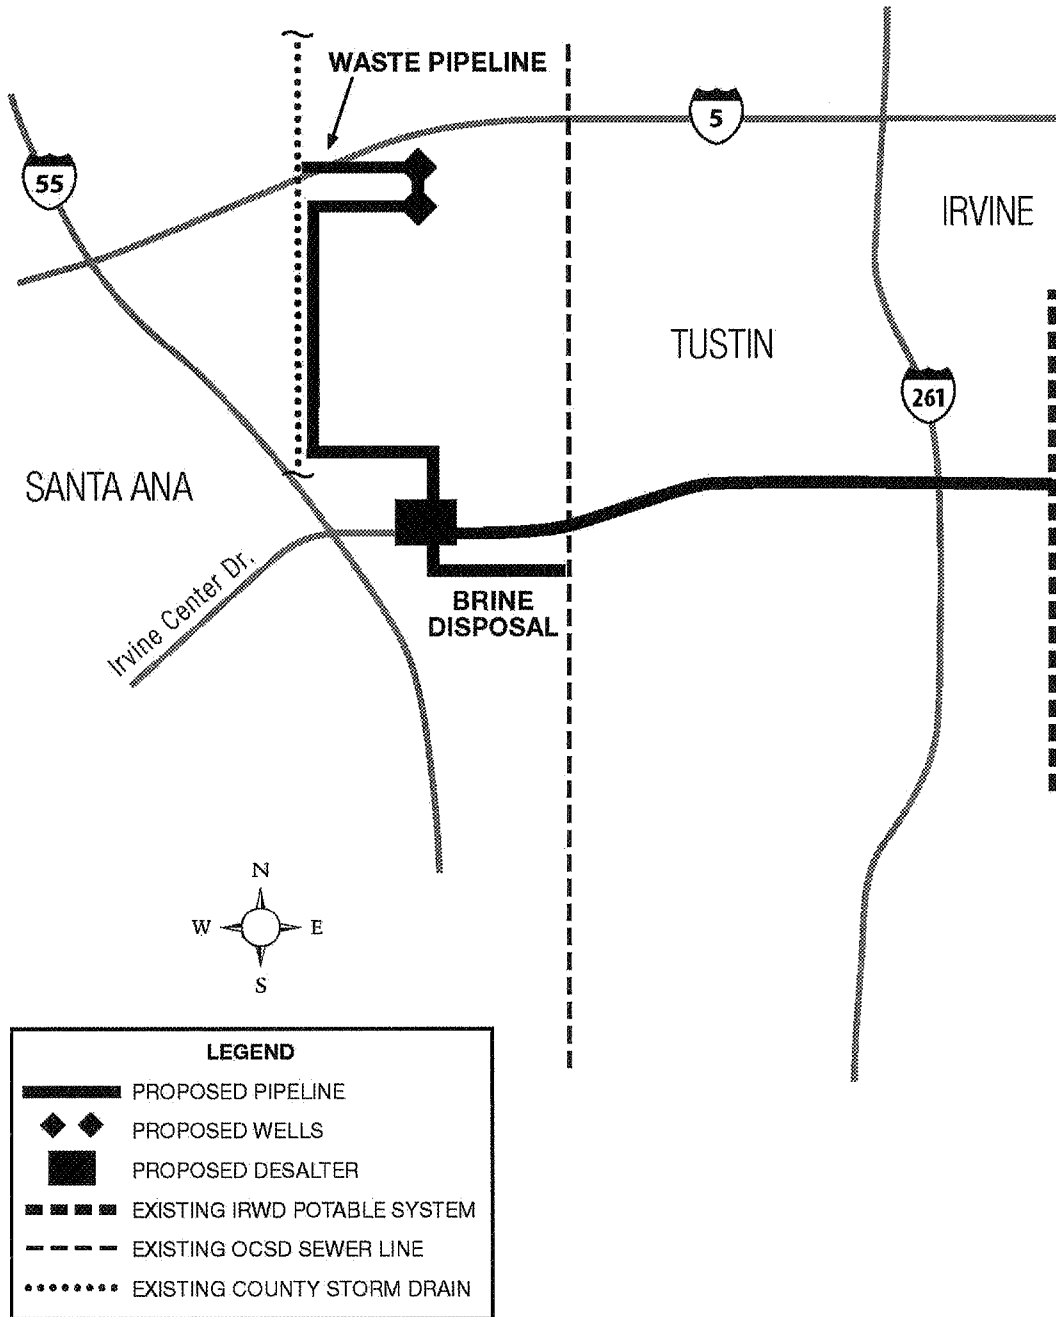 WASTE PIPELINE
5
55
IRVINE
TUSTIN
261
SANTA ANA
Irvine Center Dr.
BRINE
DISPOSAL
N
W E
S
LEGEND
PROPOSED PIPELINE
PROPOSED WELLS
PROPOSED DESALTER
EXISTING IRWD POTABLE SYSTEM
EXISTING OCSD SEWER LINE
EXISTING COUNTY STORM DRAIN